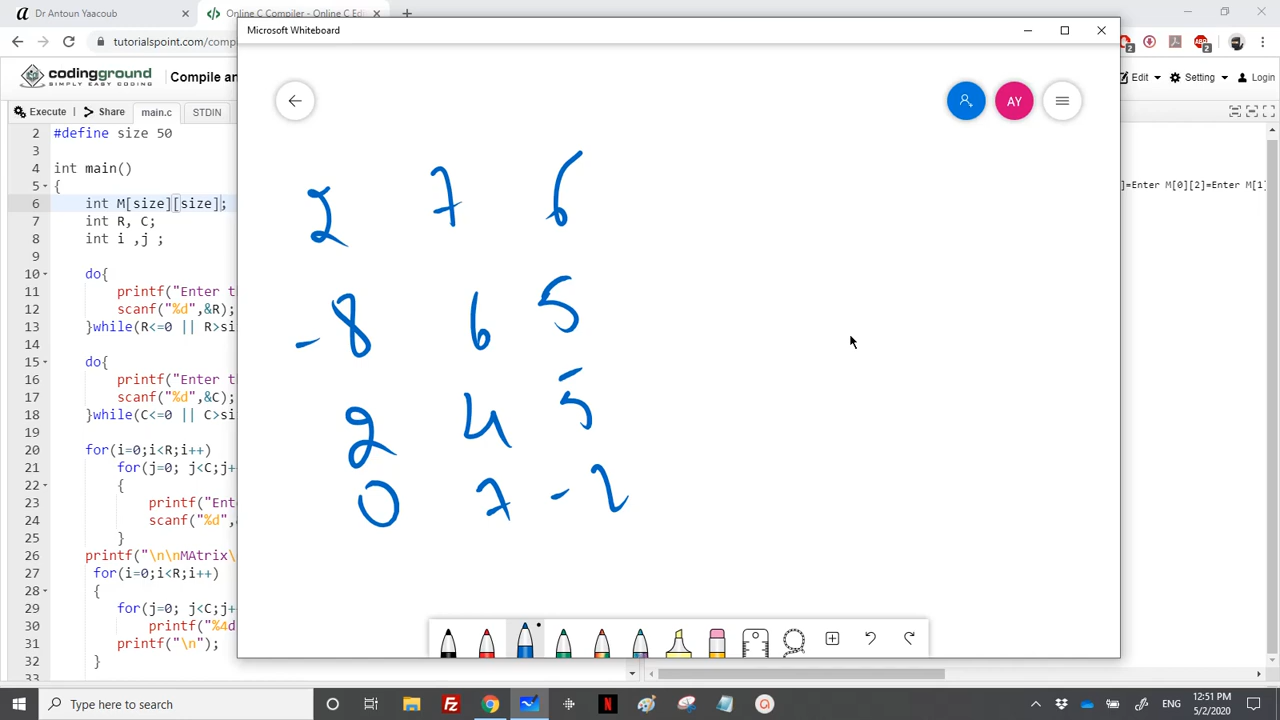 Dr Antoun Yaacoub
Online C Compiler - Online C Edi
tutorialspoint.com/comp
Microsoft Whiteboard
AY
codingground
SIMPLY EASY CODING
Compile an
Edit
Setting
Login
Execute
Share
main.c
STDIN
2 #define size 50
3
4 int main()
5 {
6 int M[size][size];
7 int R, C;
8 int i ,j ;
9
10 do{
11 printf("Enter t
12 scanf("%d",&R);
13 }while(R<=0 || R>si
14
15 do{
16 printf("Enter t
17 scanf("%d",&C);
18 }while(C<=0 || C>si
19
20 for(i=0;i<R;i++)
21 for(j=0; j<C;j+
22 {
23 printf("Ent
24 scanf("%d",
25 }
26 printf("\n\nMAtrix\
27 for(i=0;i<R;i++)
28 {
29 for(j=0; j<C;j+
30 printf("%4d
31 printf("\n");
32 }
33
]=Enter M[0][2]=Enter M[1]
2 7 6
-8 6 5
2 4 5
0 7 -2
Type here to search
ENG
12:51 PM
5/2/2020